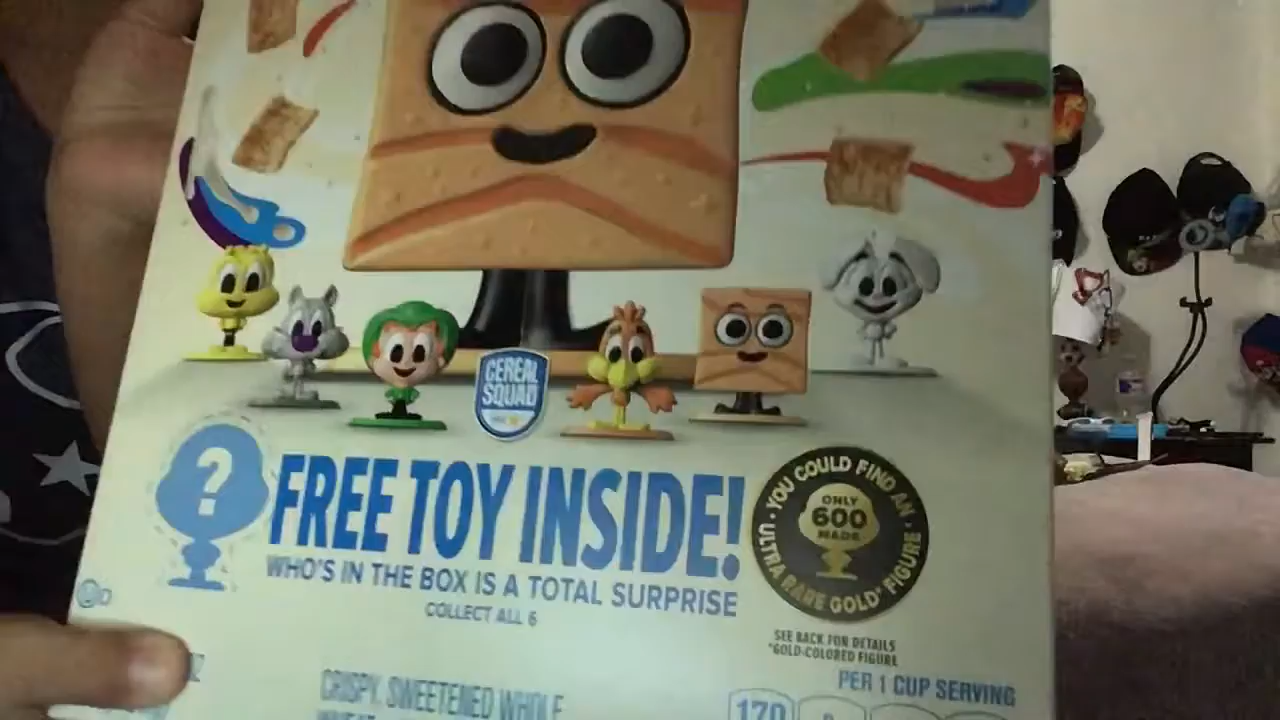 CEREAL
SQUAD
?
FREE TOY INSIDE!
WHO'S IN THE BOX IS A TOTAL SURPRISE
COLLECT ALL 6
YOU COULD FIND AN
ONLY
600
MADE
ULTRA RARE GOLD* FIGURE
SEE BACK FOR DETAILS
*GOLD-COLORED FIGURE
D
PER 1 CUP SERVING
CRISPY, SWEETENED WHOLE
WHEAT
170